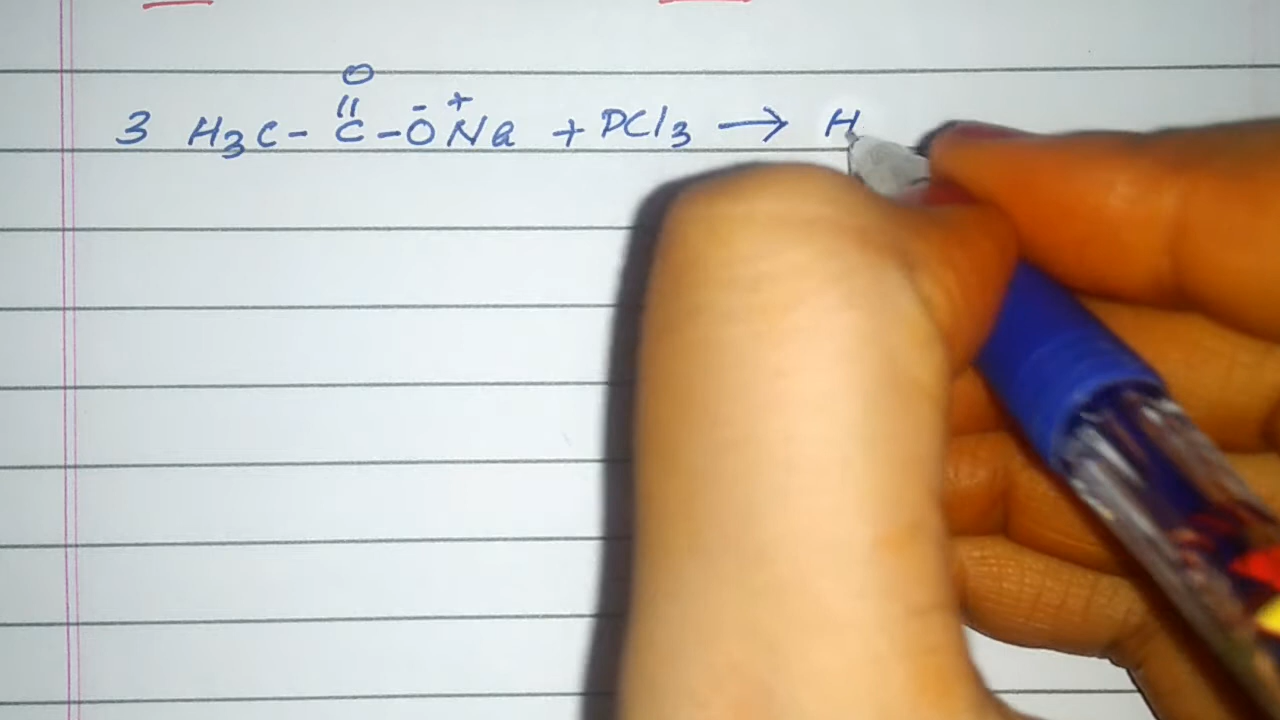 O
||
3 H3C - C - O⁻ Na⁺ + PCl3 → H